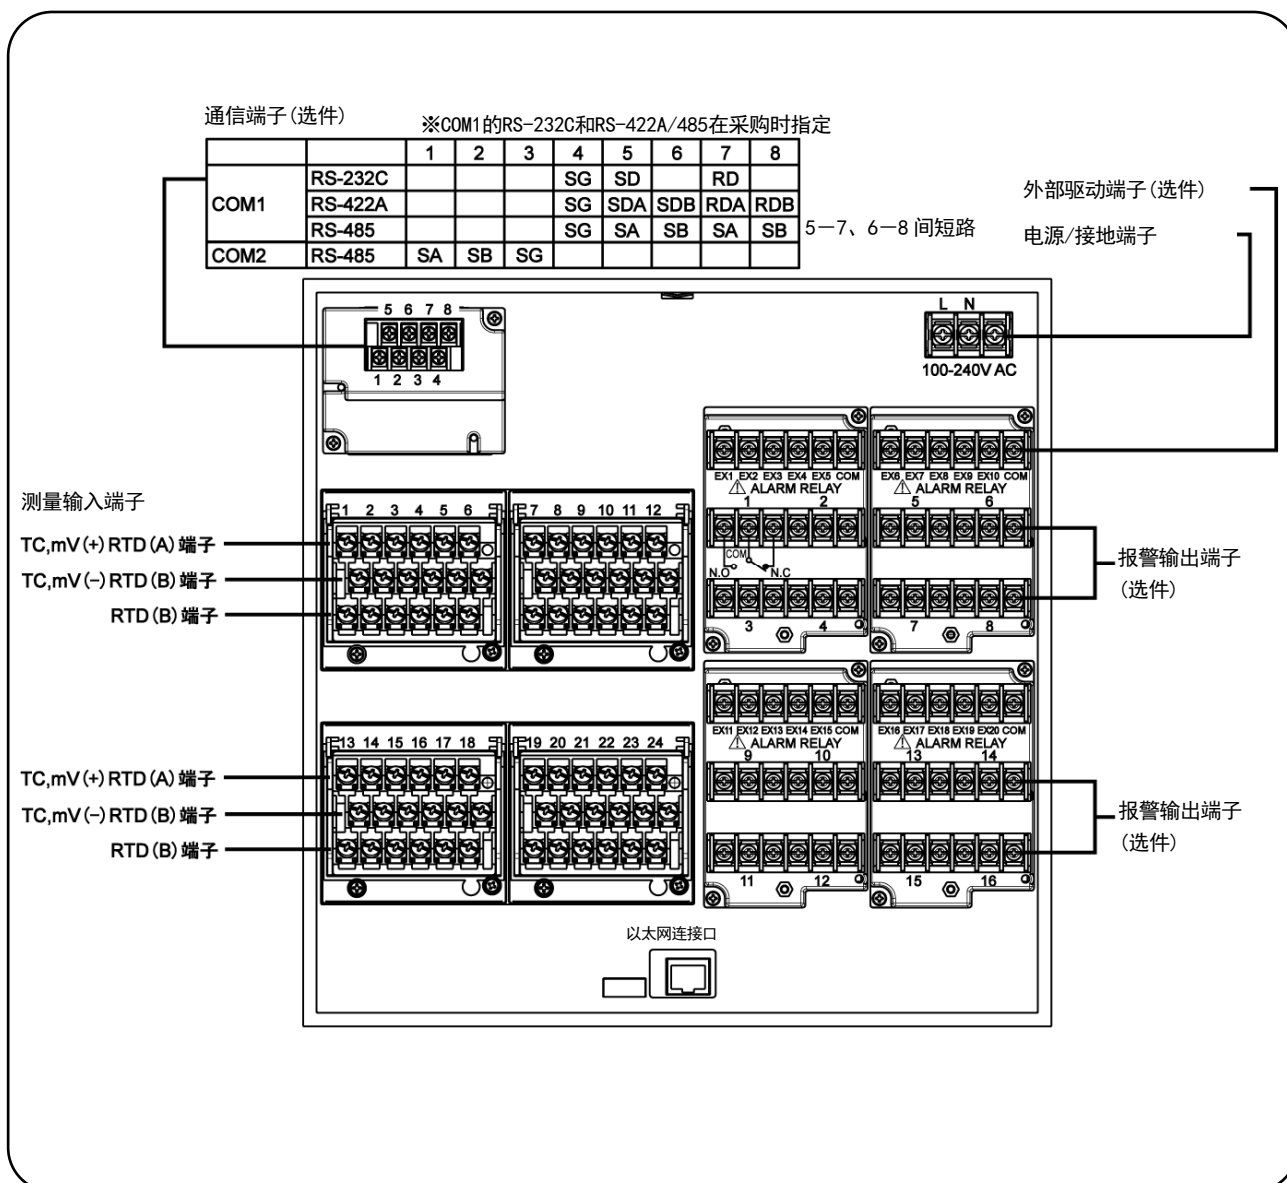 通信端子(选件)
※COM1的RS-232C和RS-422A/485在采购时指定
1 2 3 4 5 6 7 8
COM1 RS-232C SG SD RD
RS-422A SG SDA SDB RDA RDB
RS-485 SG SA SB SA SB
5－7、6－8 间短路
COM2 RS-485 SA SB SG
外部驱动端子(选件)
电源/接地端子
5 6 7 8
1 2 3 4
L N
100-240V AC
EX1 EX2 EX3 EX4 EX5 COM
⚠ ALARM RELAY
1 2
COM
N.O N.C
3 4
EX6 EX7 EX8 EX9 EX10 COM
⚠ ALARM RELAY
5 6
7 8
报警输出端子
(选件)
测量输入端子
1 2 3 4 5 6
7 8 9 10 11 12
TC,mV(+) RTD(A)端子
TC,mV(−) RTD(B)端子
RTD(B)端子
EX11 EX12 EX13 EX14 EX15 COM
⚠ ALARM RELAY
9 10
11 12
EX16 EX17 EX18 EX19 EX20 COM
⚠ ALARM RELAY
13 14
15 16
报警输出端子
(选件)
13 14 15 16 17 18
19 20 21 22 23 24
TC,mV(+) RTD(A)端子
TC,mV(−) RTD(B)端子
RTD(B)端子
以太网连接口